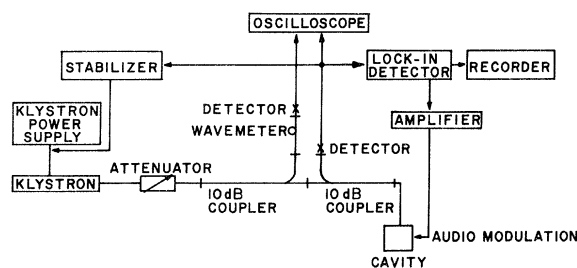 OSCILLOSCOPE
STABILIZER
LOCK-IN
DETECTOR
RECORDER
DETECTOR
WAVEMETER
KLYSTRON
POWER
SUPPLY
AMPLIFIER
DETECTOR
ATTENUATOR
KLYSTRON
10 dB
COUPLER
10 dB
COUPLER
AUDIO MODULATION
CAVITY